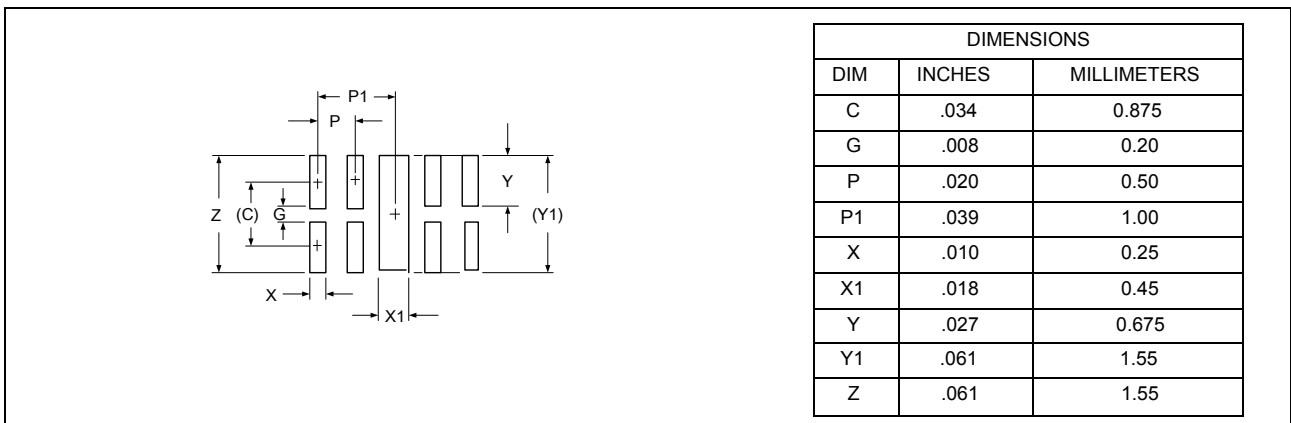 P1
P
Z (C) G Y (Y1)
X
X1
DIMENSIONS
DIM INCHES MILLIMETERS
C .034 0.875
G .008 0.20
P .020 0.50
P1 .039 1.00
X .010 0.25
X1 .018 0.45
Y .027 0.675
Y1 .061 1.55
Z .061 1.55